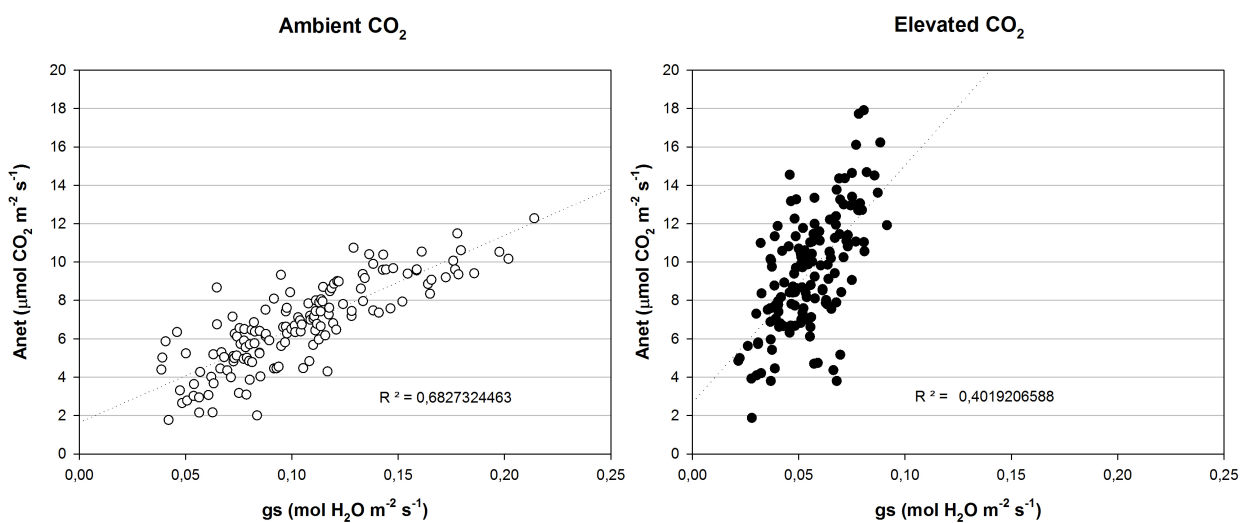 Ambient CO₂
Elevated CO₂
20
18
16
14
12
10
8
6
4
2
0
Anet (μmol CO₂ m⁻² s⁻¹)
R ² = 0,6827324463
0,00 0,05 0,10 0,15 0,20 0,25
gs (mol H₂O m⁻² s⁻¹)
20
18
16
14
12
10
8
6
4
2
0
Anet (μmol CO₂ m⁻² s⁻¹)
R ² = 0,4019206588
0,00 0,05 0,10 0,15 0,20 0,25
gs (mol H₂O m⁻² s⁻¹)